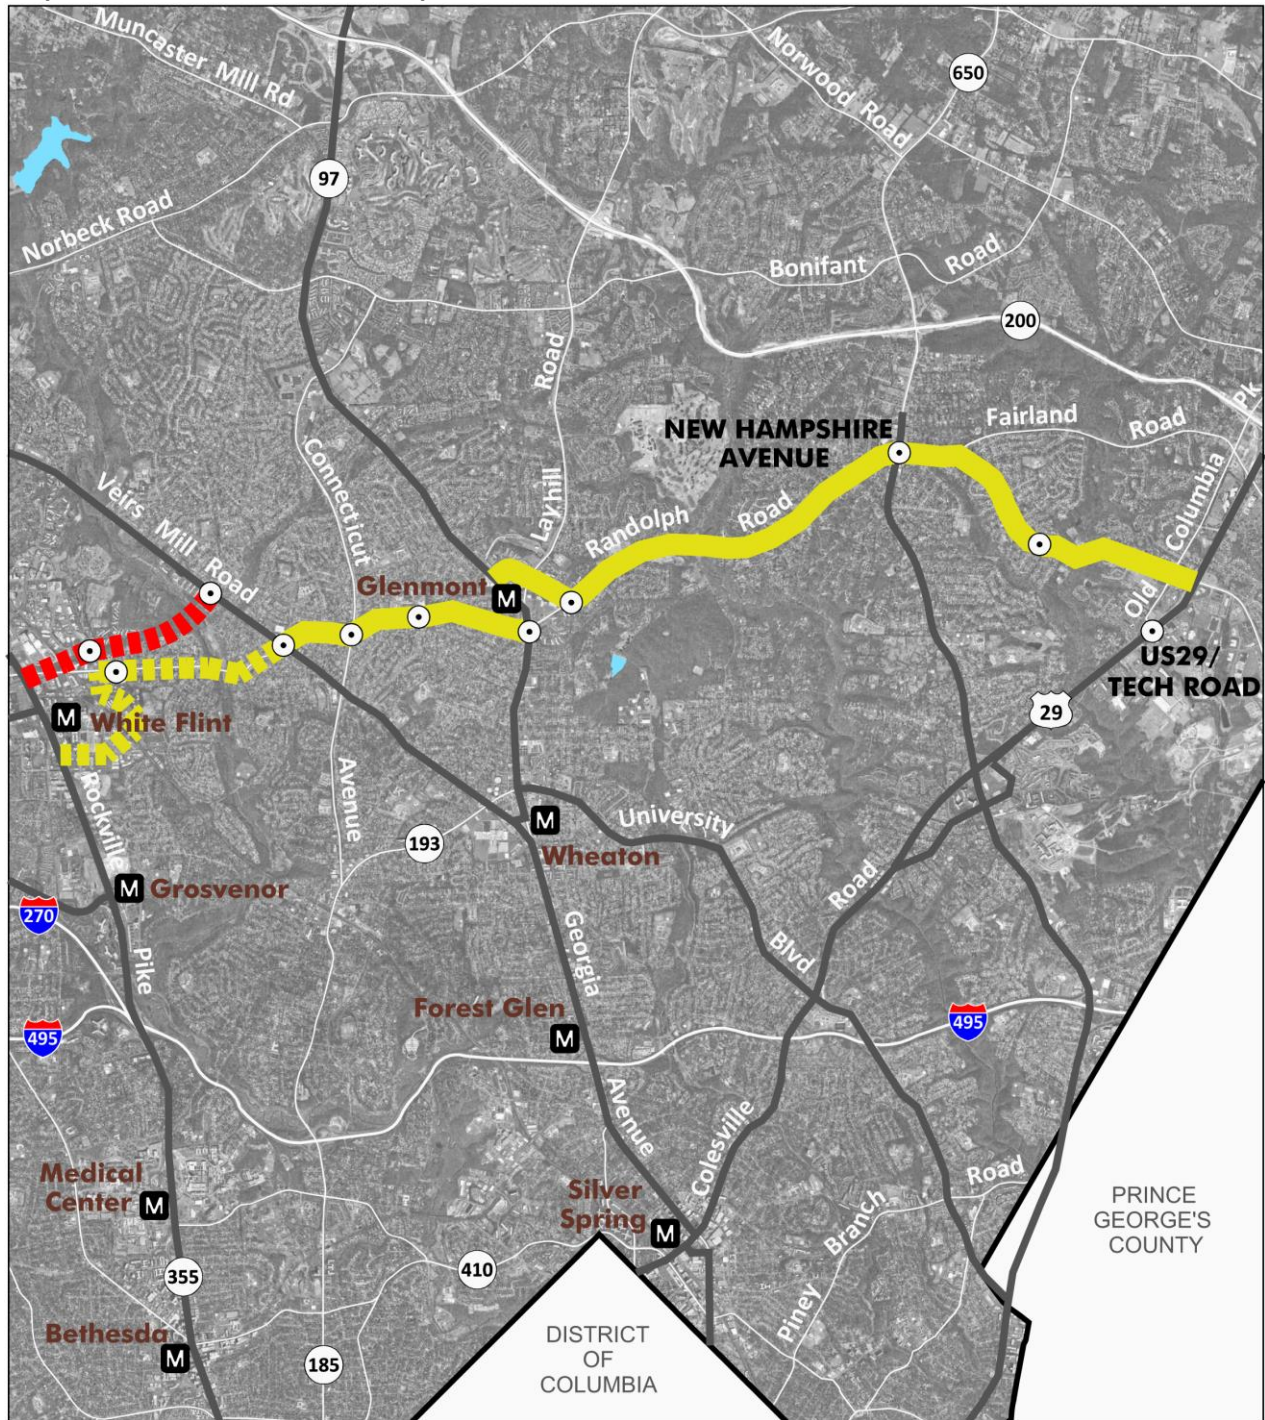 Muncaster Mill Rd
Norwood Road
650
97
Norbeck Road
Bonifant Road
200
Layhill Road
Pk
NEW HAMPSHIRE
AVENUE
Fairland Road
Connecticut
Veirs Mill Road
Randolph Road
Columbia
Glenmont
M
Old
US29/
TECH ROAD
29
M
White Flint
Rockville
Avenue
University
193
M
Wheaton
Road
M
Grosvenor
270
Georgia
Blvd
Pike
Forest Glen
M
495
495
Avenue
Colesville
Medical
Center
M
Silver
Spring
M
Road
Branch
Piney
PRINCE
GEORGE'S
COUNTY
355
410
Bethesda
M
185
DISTRICT
OF
COLUMBIA